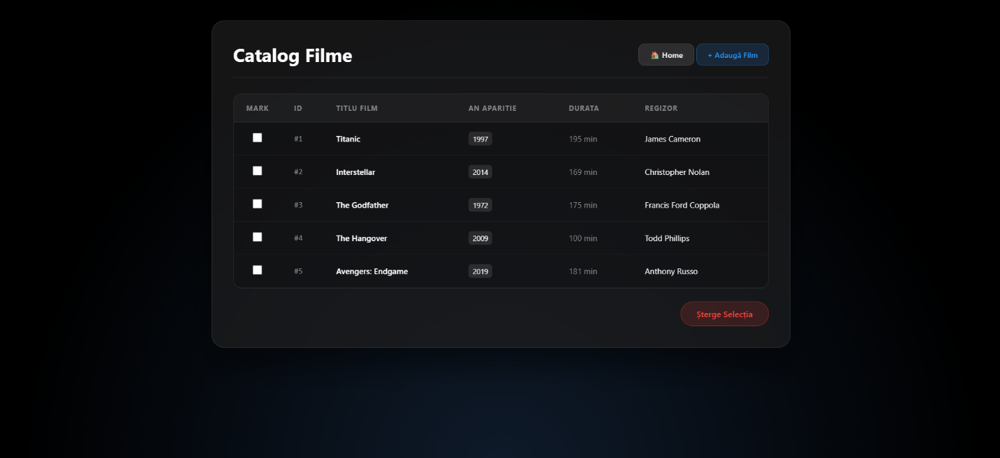 Catalog Filme
🏠 Home
+ Adaugă Film
MARK ID TITLU FILM AN APARITIE DURATA REGIZOR
#1 Titanic 1997 195 min James Cameron
#2 Interstellar 2014 169 min Christopher Nolan
#3 The Godfather 1972 175 min Francis Ford Coppola
#4 The Hangover 2009 100 min Todd Phillips
#5 Avengers: Endgame 2019 181 min Anthony Russo
Șterge Selecția